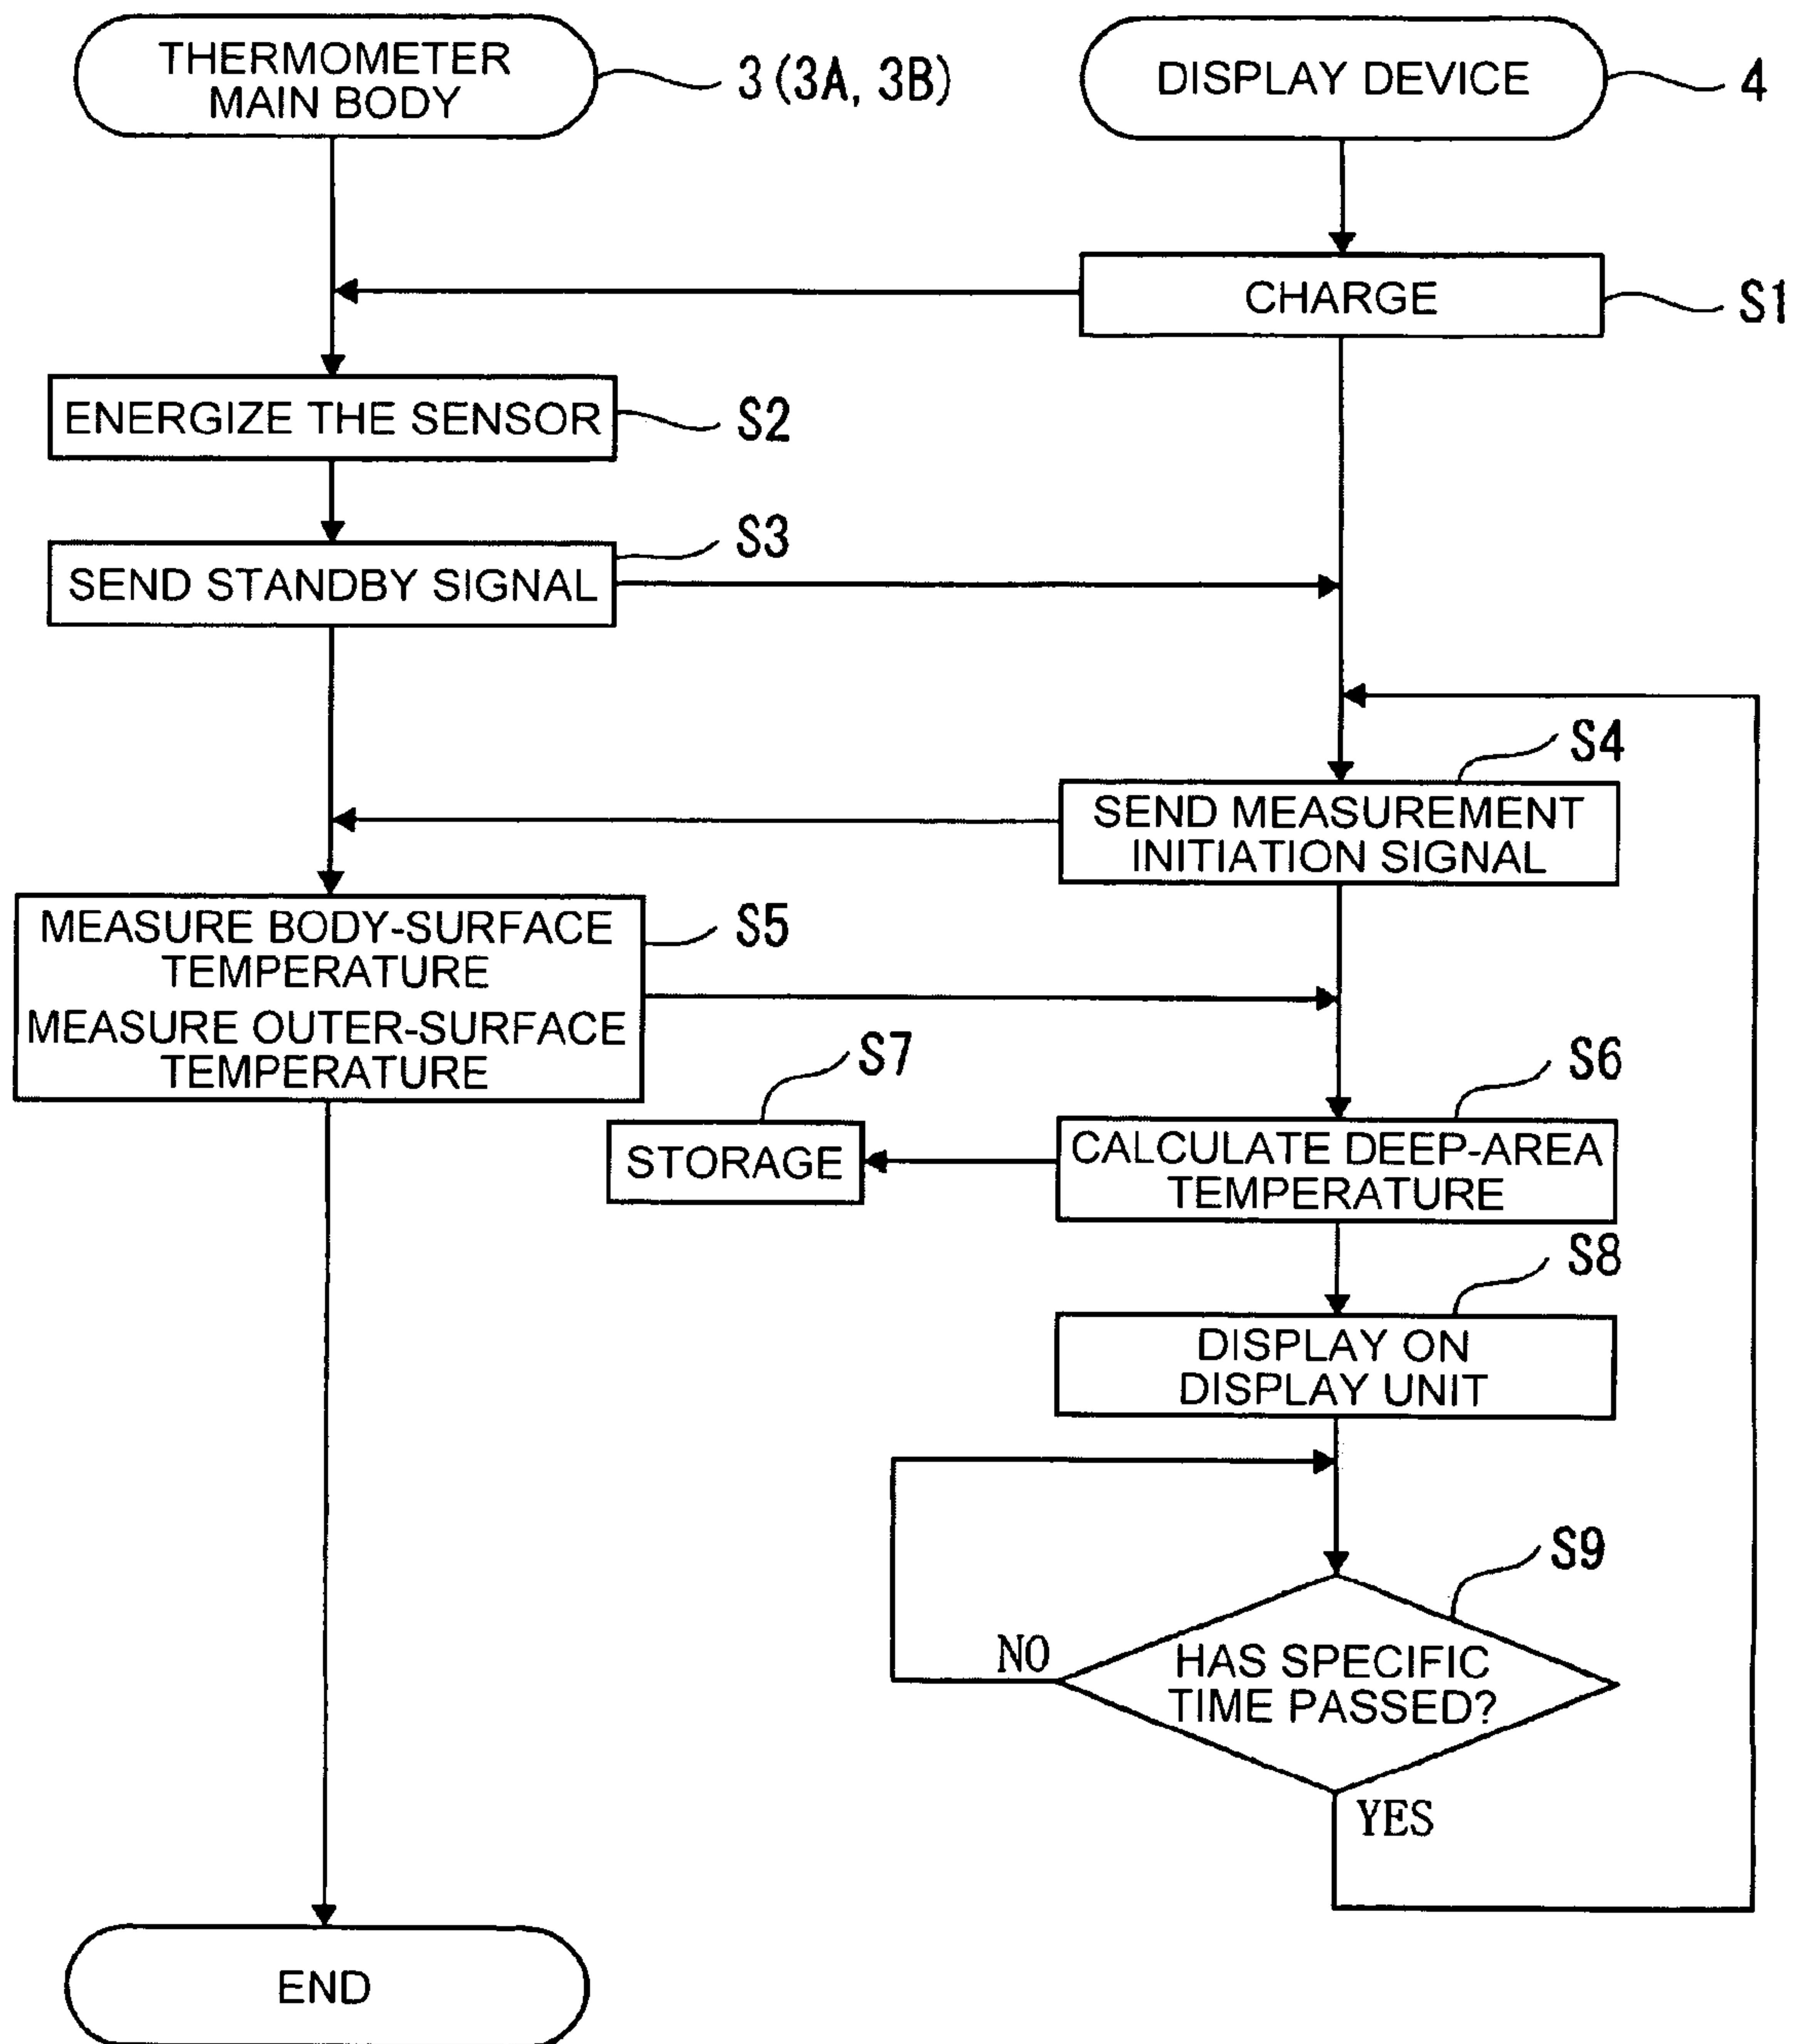 THERMOMETER
MAIN BODY
3 (3A, 3B)
DISPLAY DEVICE
4
CHARGE
S1
ENERGIZE THE SENSOR
S2
S3
SEND STANDBY SIGNAL
S4
SEND MEASUREMENT
INITIATION SIGNAL
MEASURE BODY-SURFACE
TEMPERATURE
MEASURE OUTER-SURFACE
TEMPERATURE
S5
S7
STORAGE
S6
CALCULATE DEEP-AREA
TEMPERATURE
S8
DISPLAY ON
DISPLAY UNIT
S9
NO
HAS SPECIFIC
TIME PASSED?
YES
END